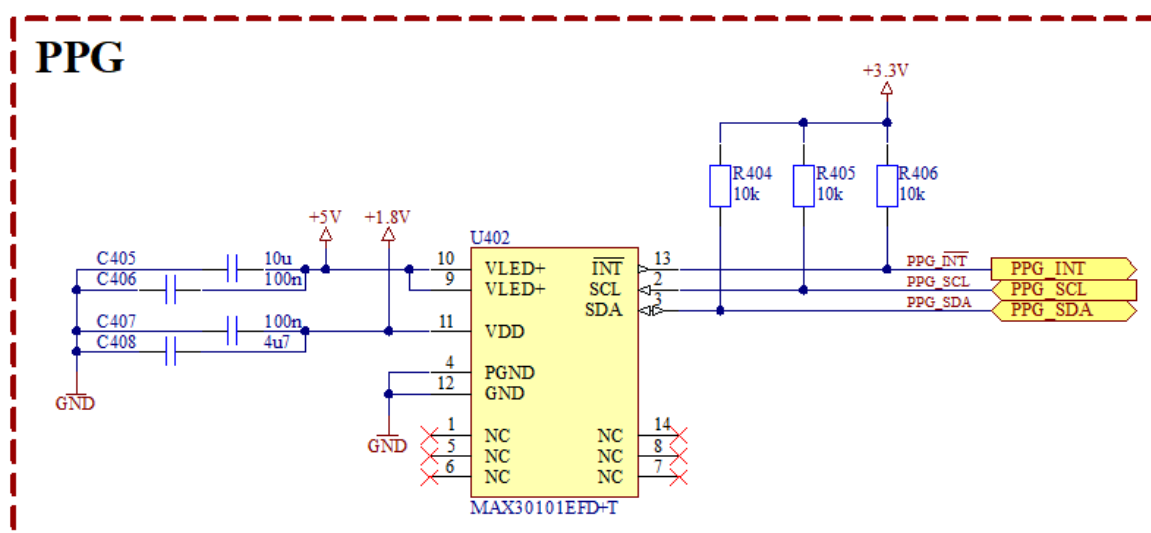 PPG
+3.3V
R404
10k
R405
10k
R406
10k
+5V
+1.8V
U402
C405
10u
C406
100n
C407
100n
C408
4u7
GND
GND
10
VLED+
9
VLED+
11
VDD
4
PGND
12
GND
1
NC
5
NC
6
NC
INT
13
SCL
2
SDA
3
NC
14
NC
8
NC
7
MAX30101EFD+T
PPG_INT
PPG_SCL
PPG_SDA
PPG_INT
PPG_SCL
PPG_SDA